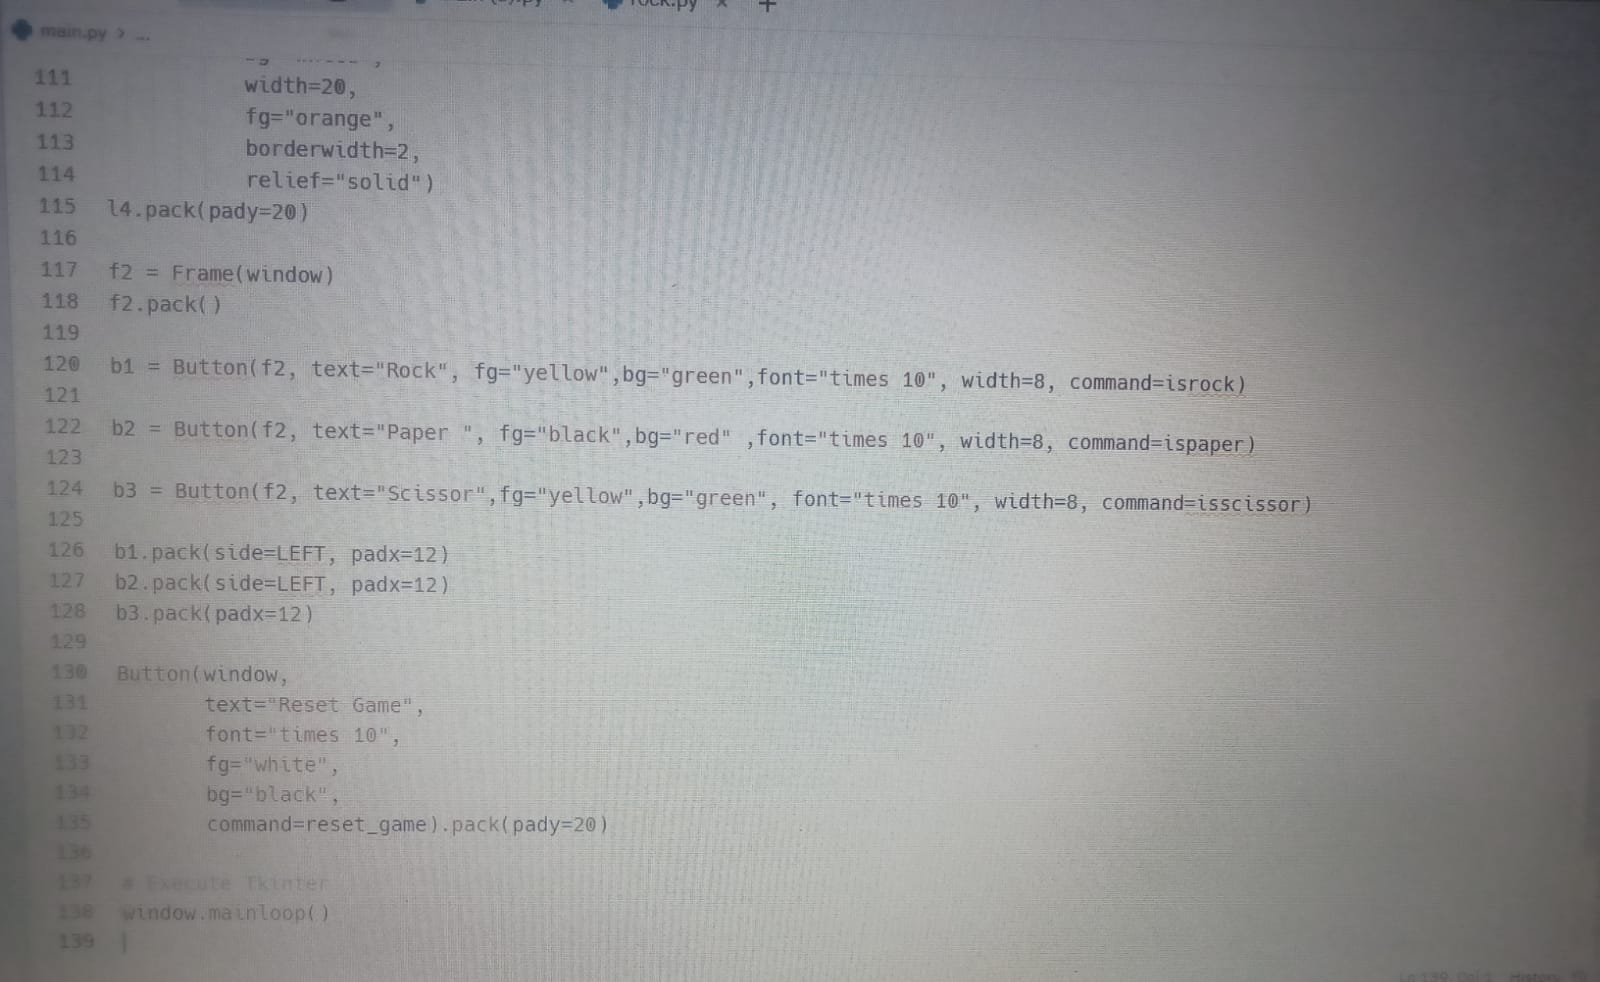 rock.py × +
main.py > ...
111 width=20,
112 fg="orange",
113 borderwidth=2,
114 relief="solid")
115 l4.pack(pady=20)
116
117 f2 = Frame(window)
118 f2.pack()
119
120 b1 = Button(f2, text="Rock", fg="yellow",bg="green",font="times 10", width=8, command=isrock)
121
122 b2 = Button(f2, text="Paper ", fg="black",bg="red" ,font="times 10", width=8, command=ispaper)
123
124 b3 = Button(f2, text="Scissor",fg="yellow",bg="green", font="times 10", width=8, command=isscissor)
125
126 b1.pack(side=LEFT, padx=12)
127 b2.pack(side=LEFT, padx=12)
128 b3.pack(padx=12)
129
130 Button(window,
131 text="Reset Game",
132 font="times 10",
133 fg="white",
134 bg="black",
135 command=reset_game).pack(pady=20)
136
137 # Execute Tkinter
138 window.mainloop()
139
History